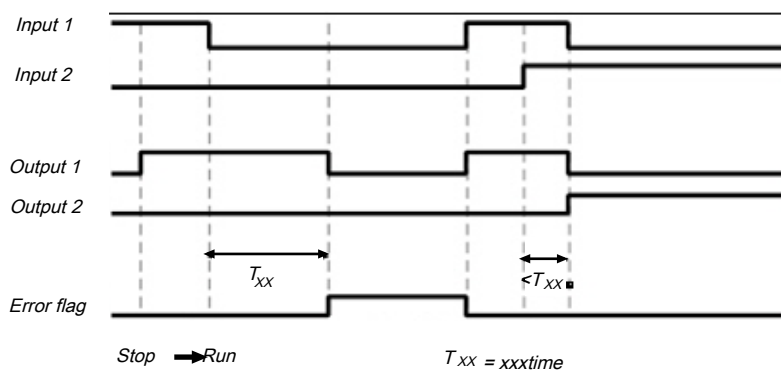 Input 1
Input 2
Output 1
Output 2
TXX
<TXX
Error flag
Stop Run
TXX = xxxtime